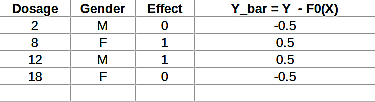 Dosage Gender Effect Y_bar = Y - F0(X)
2 M 0 -0.5
8 F 1 0.5
12 M 1 0.5
18 F 0 -0.5